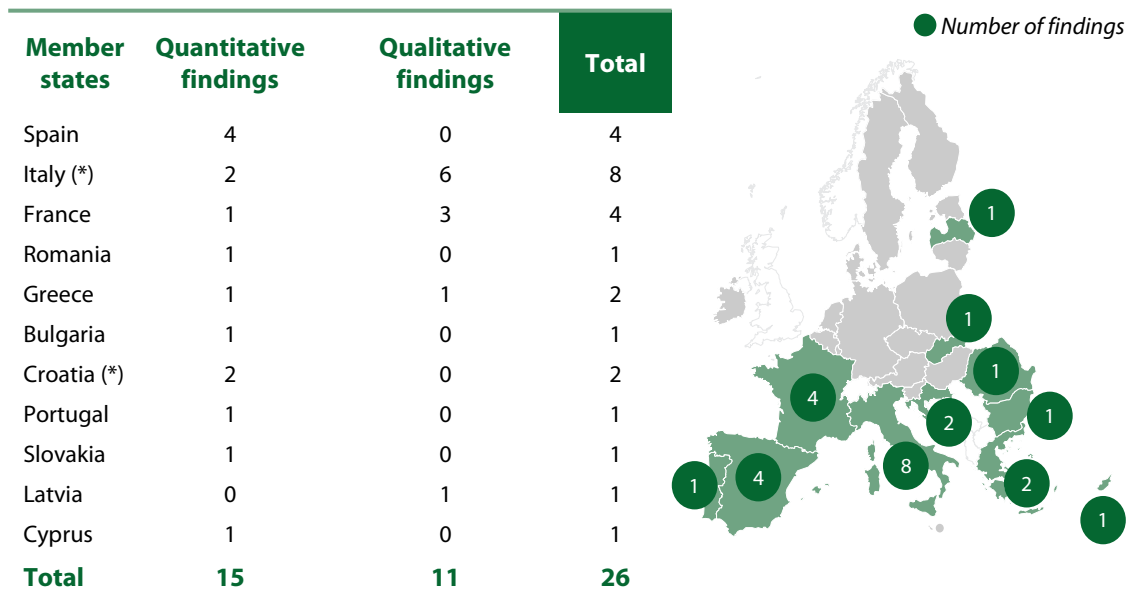 Member states Quantitative findings Qualitative findings Total
Spain 4 0 4
Italy (*) 2 6 8
France 1 3 4
Romania 1 0 1
Greece 1 1 2
Bulgaria 1 0 1
Croatia (*) 2 0 2
Portugal 1 0 1
Slovakia 1 0 1
Latvia 0 1 1
Cyprus 1 0 1
Total 15 11 26
Number of findings
1
1
1
4
1
2
8
4
1
2
1